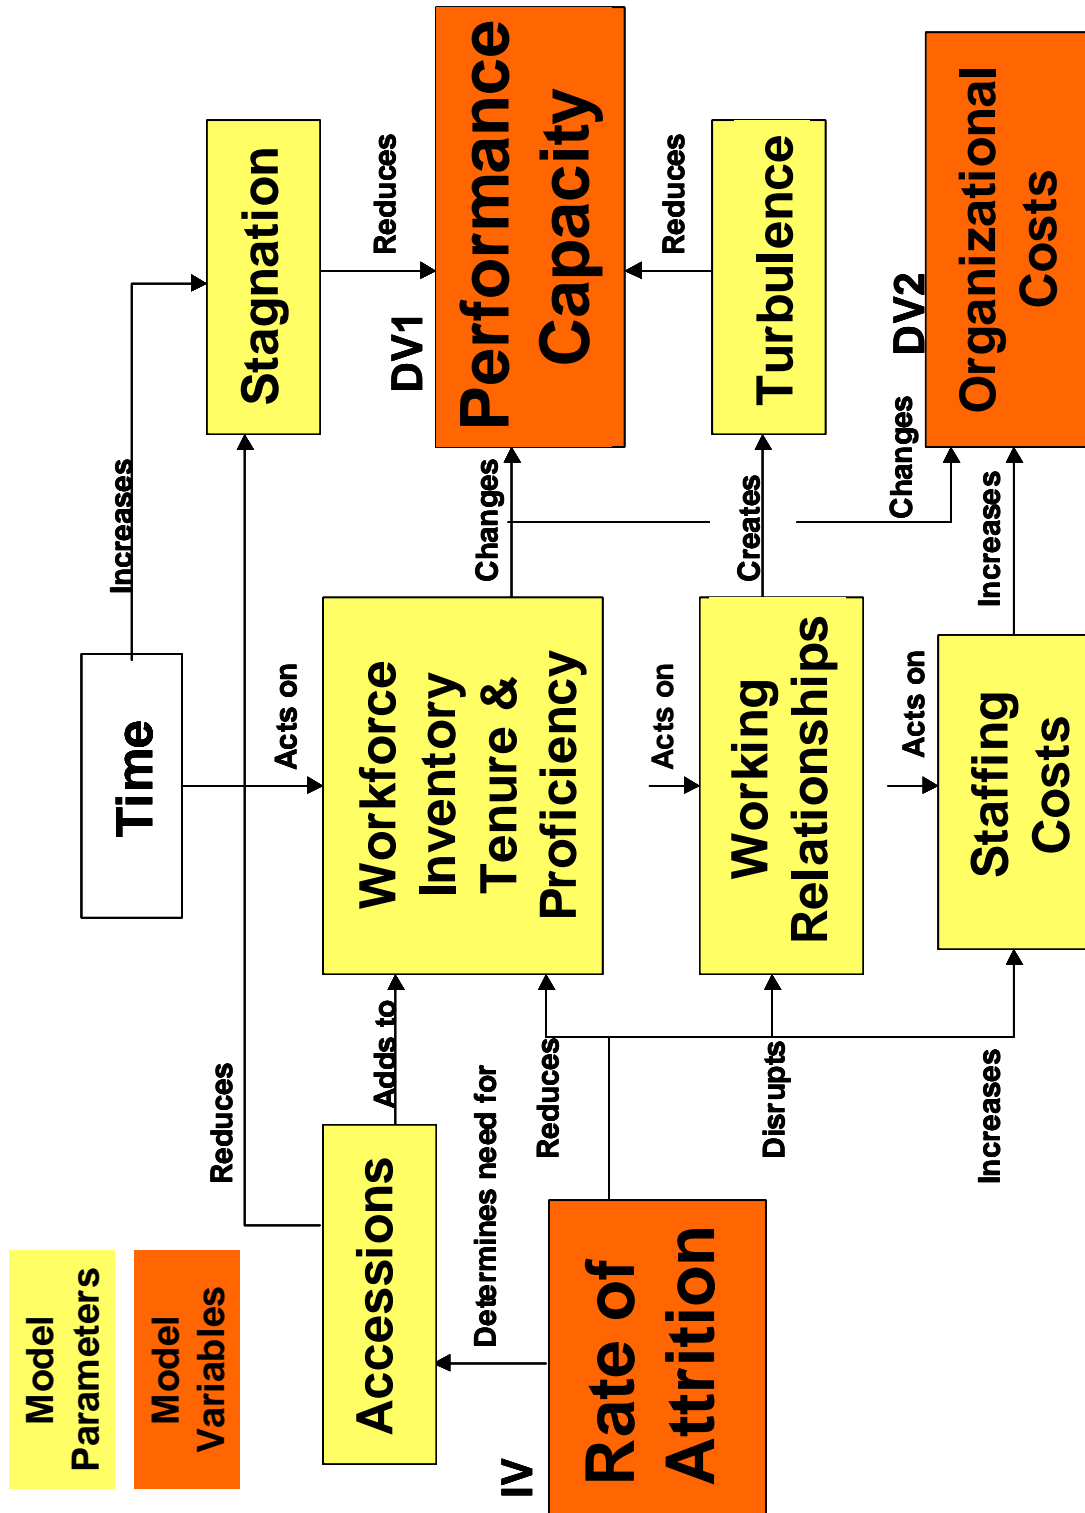 Model
Parameters
Model
Variables
Time
Increases
Stagnation
Reduces
Acts on
Reduces
Accessions
Adds to
Workforce
Inventory
Tenure &
Proficiency
Changes
DV1
Performance
Capacity
Determines need for
Reduces
IV
Rate of
Attrition
Acts on
Disrupts
Working
Relationships
Creates
Turbulence
Reduces
Changes
DV2
Organizational
Costs
Acts on
Increases
Staffing
Costs
Increases